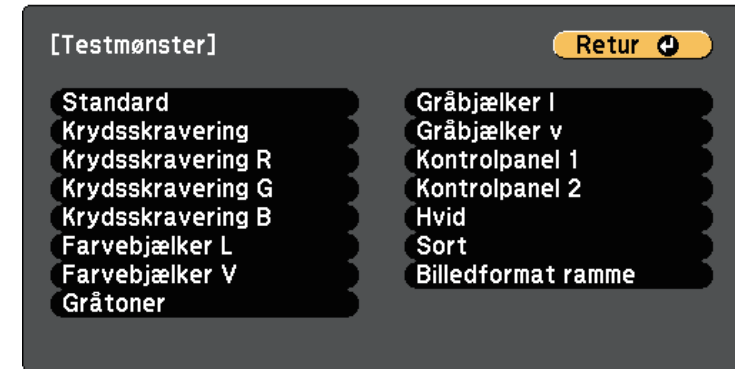 [Testmønster]
Retur
Standard
Krydsskravering
Krydsskravering R
Krydsskravering G
Krydsskravering B
Farvebjælker L
Farvebjælker V
Gråtoner
Gråbjælker l
Gråbjælker v
Kontrolpanel 1
Kontrolpanel 2
Hvid
Sort
Billedformat ramme